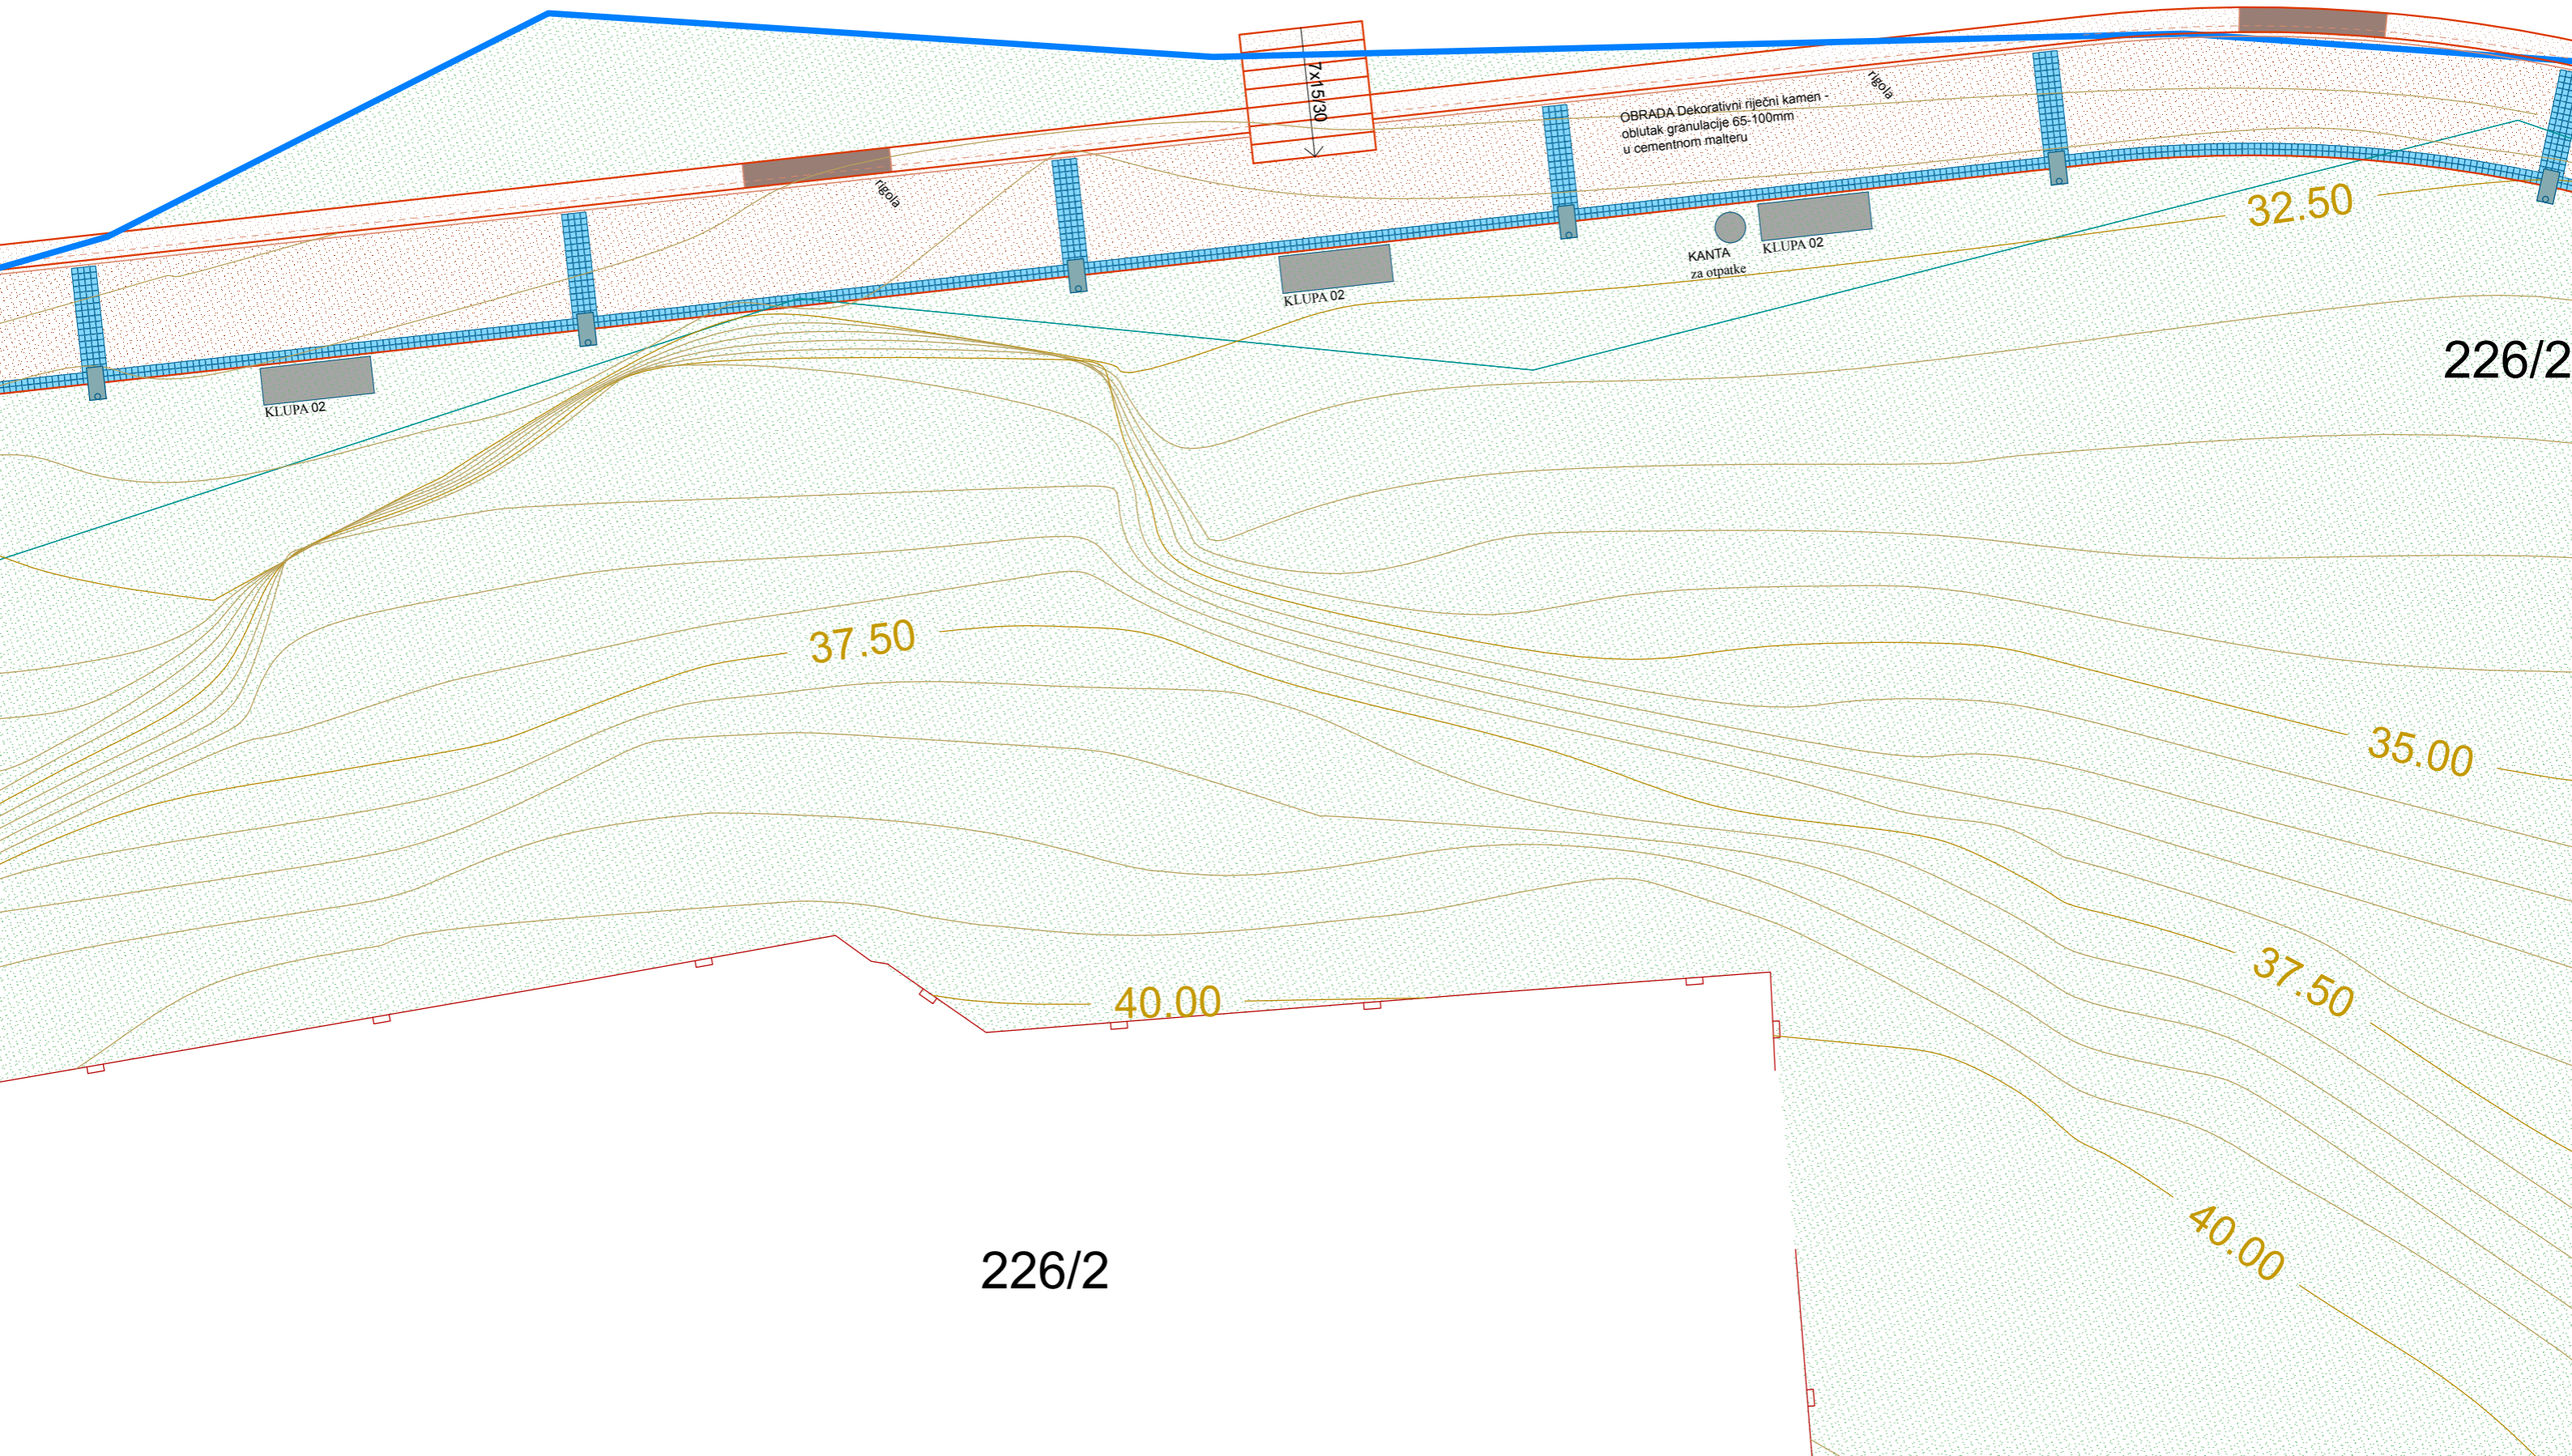 7x15/30
rigola
OBRADA Dekorativni riječni kamen -
oblutak granulacije 65-100mm
u cementnom malteru
rigola
32.50
KANTA
za otpatke
KLUPA 02
KLUPA 02
226/2
KLUPA 02
37.50
35.00
37.50
40.00
40.00
226/2